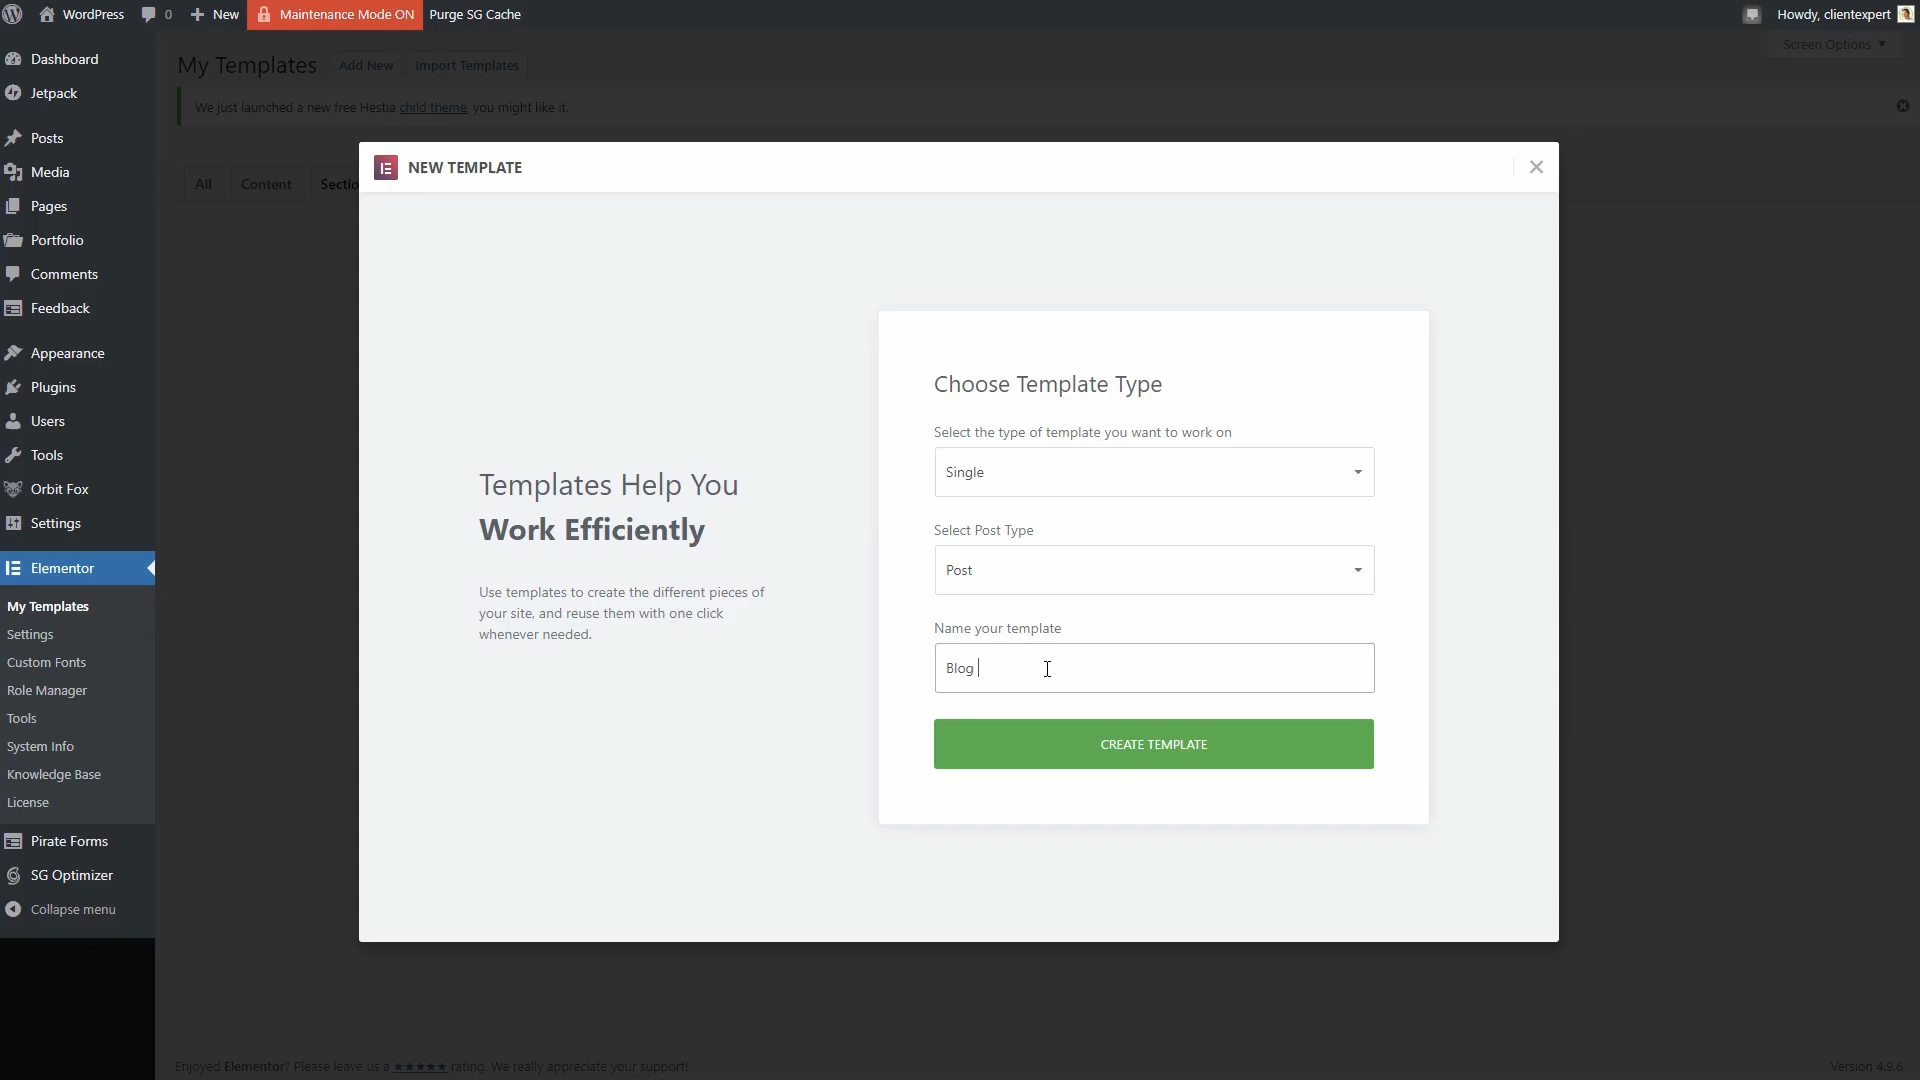 WordPress
0
New
Maintenance Mode ON
Purge SG Cache
Howdy, clientexpert
Dashboard
Jetpack
Posts
Media
Pages
Portfolio
Comments
Feedback
Appearance
Plugins
Users
Tools
Orbit Fox
Settings
Elementor
My Templates
Settings
Custom Fonts
Role Manager
Tools
System Info
Knowledge Base
License
Pirate Forms
SG Optimizer
Collapse menu
My Templates
Add New
Import Templates
Screen Options
We just launched a new free Hestia child theme, you might like it.
All
Content
Sectio
NEW TEMPLATE
Templates Help You
Work Efficiently
Use templates to create the different pieces of
your site, and reuse them with one click
whenever needed.
Choose Template Type
Select the type of template you want to work on
Single
Select Post Type
Post
Name your template
Blog
CREATE TEMPLATE
Enjoyed Elementor? Please leave us a ★★★★★ rating. We really appreciate your support!
Version 4.9.6